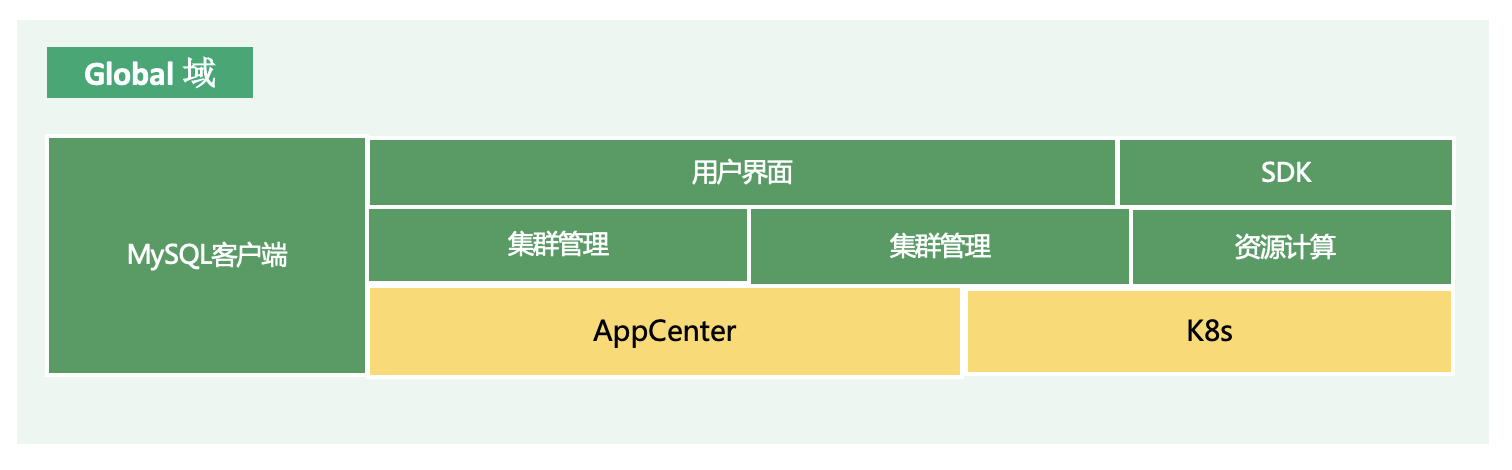 Global 域
用户界面
SDK
MySQL客户端
集群管理
集群管理
资源计算
AppCenter
K8s